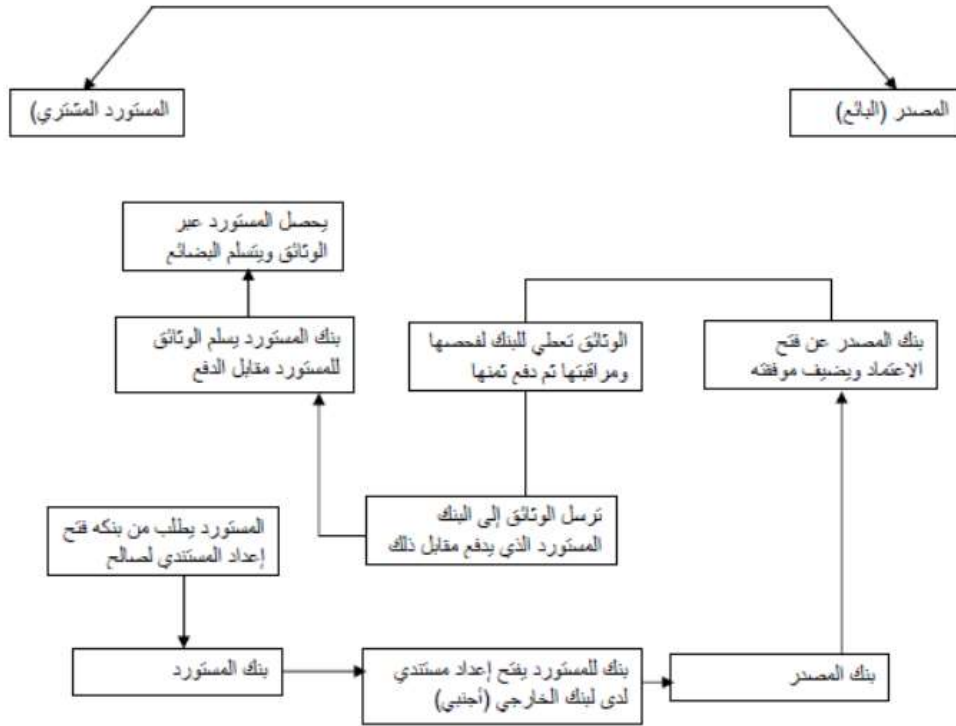 المصدر (البائع)
المستورد المشتري)
يحصل المستورد عبر
الوثائق ويتسلم البضائع
بنك المصدر عن فتح
الاعتماد ويضيف موفقته
الوثائق تعطي للبنك لفحصها
ومراقبتها ثم دفع ثمنها
بنك المستورد يسلم الوثائق
للمستورد مقابل الدفع
ترسل الوثائق إلى البنك
المستورد الذي يدفع مقابل ذلك
المستورد يطلب من بنكه فتح
إعداد المستندي لصالح
بنك المستورد
بنك للمستورد يفتح إعداد مستندي
لدى لبنك الخارجي (أجنبي)
بنك المصدر